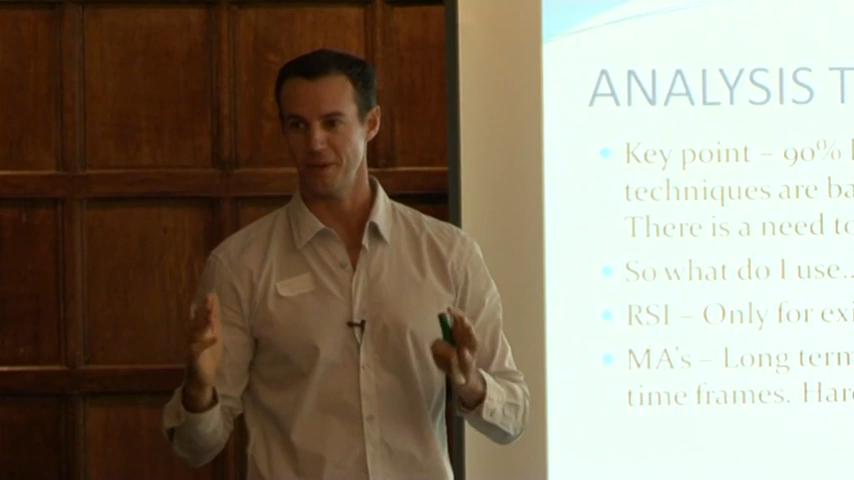 ANALYSIS T
• Key point – 90%
techniques are ba
There is a need to
• So what do I use..
• RSI – Only for exi
• MA's – Long term
time frames. Hard